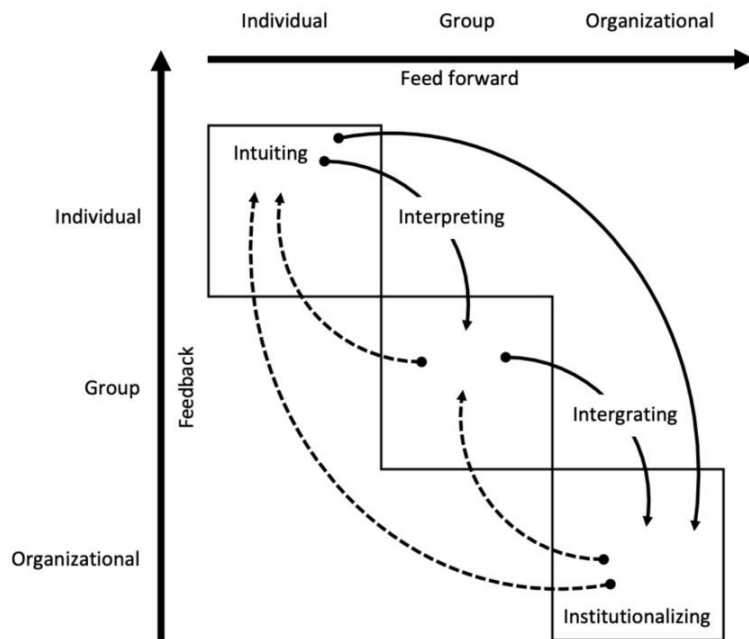 Individual Group Organizational
Feed forward
Intuiting
Individual
Interpreting
Group
Feedback
Intergrating
Organizational
Institutionalizing